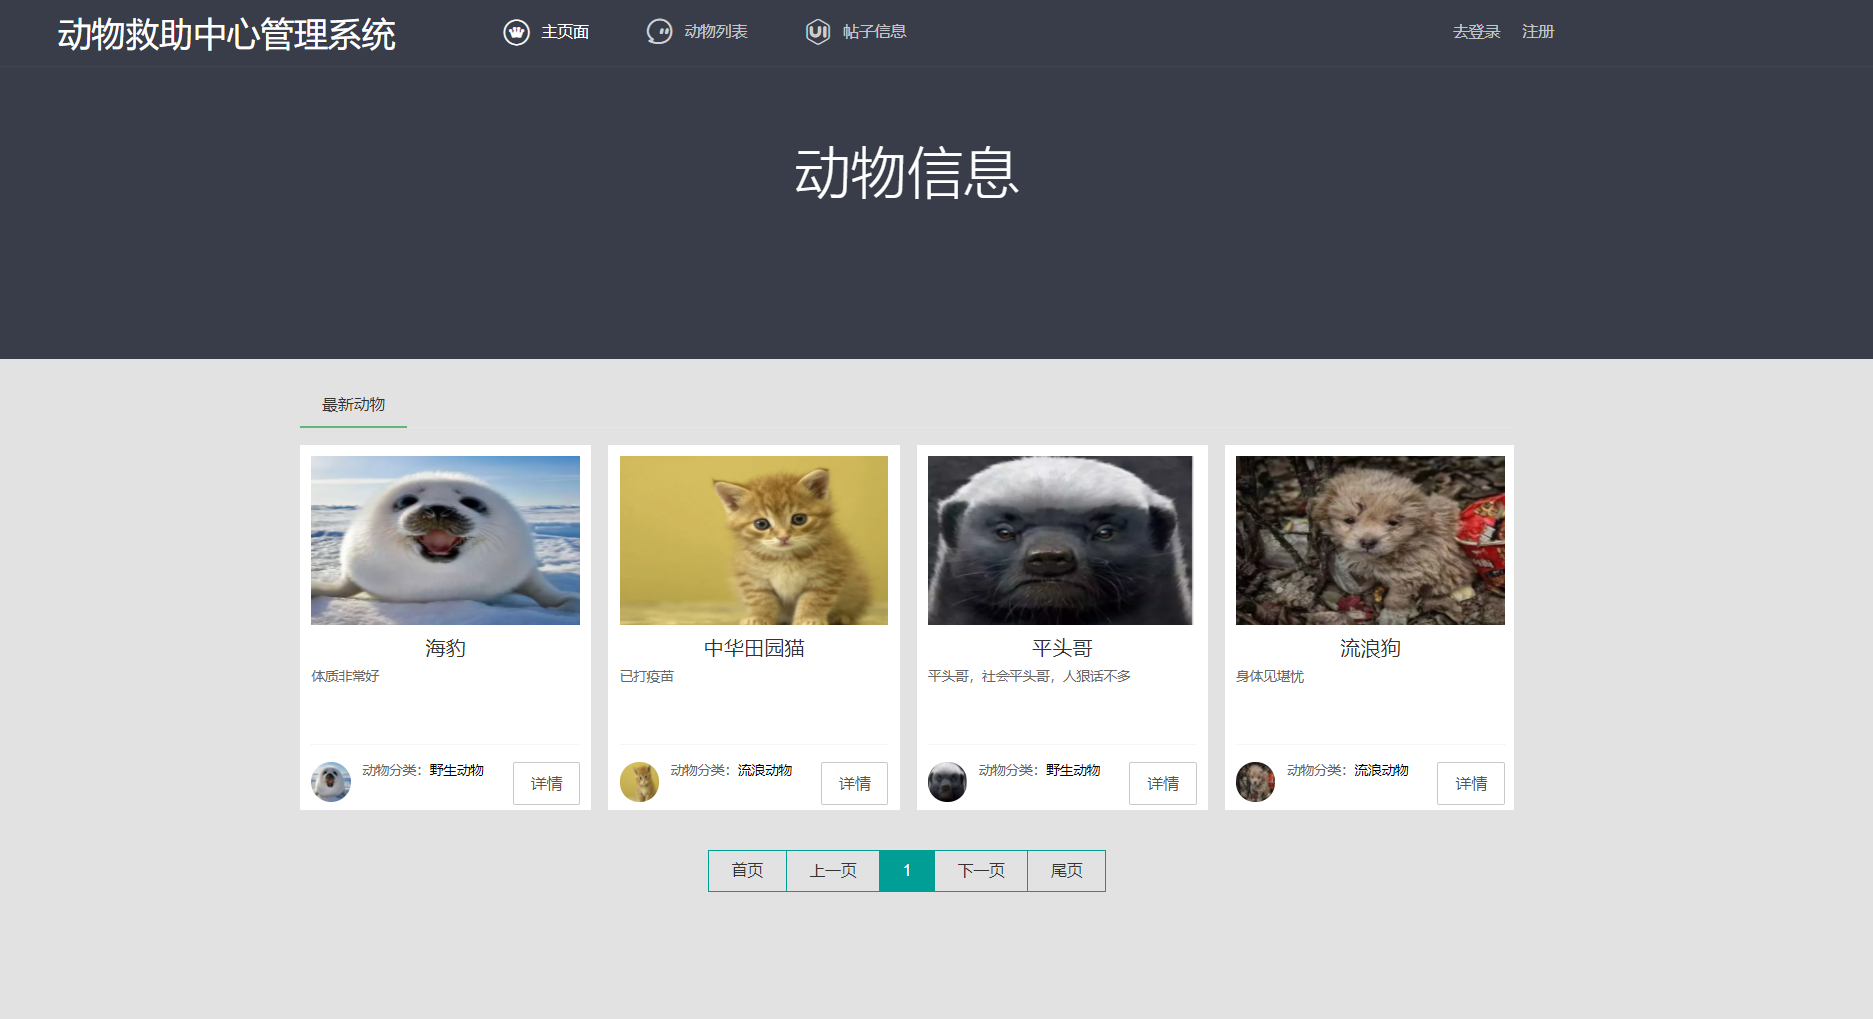 动物救助中心管理系统
主页面
动物列表
帖子信息
去登录
注册
动物信息
最新动物
海豹
体质非常好
动物分类：野生动物
详情
中华田园猫
已打疫苗
动物分类：流浪动物
详情
平头哥
平头哥，社会平头哥，人狠话不多
动物分类：野生动物
详情
流浪狗
身体见堪忧
动物分类：流浪动物
详情
首页 上一页 1 下一页 尾页